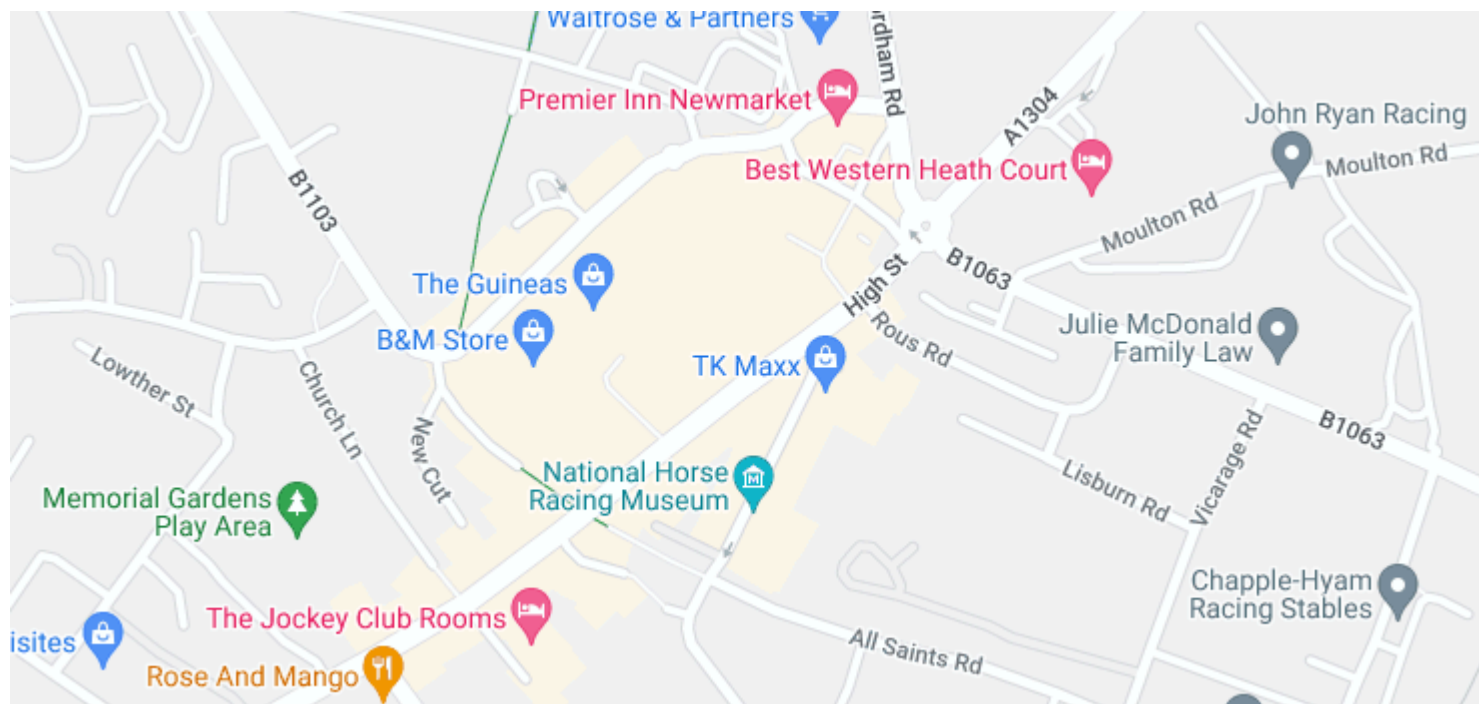 Waitrose & Partners
rdham Rd
Premier Inn Newmarket
A1304
John Ryan Racing
Moulton Rd
Best Western Heath Court
Moulton Rd
B1103
B1063
The Guineas
High St
B&M Store
Rous Rd
Julie McDonald
Family Law
TK Maxx
Lowther St
Church Ln
New Cut
B1063
Vicarage Rd
Lisburn Rd
National Horse
Racing Museum
M
Memorial Gardens
Play Area
Chapple-Hyam
Racing Stables
The Jockey Club Rooms
isites
All Saints Rd
Rose And Mango